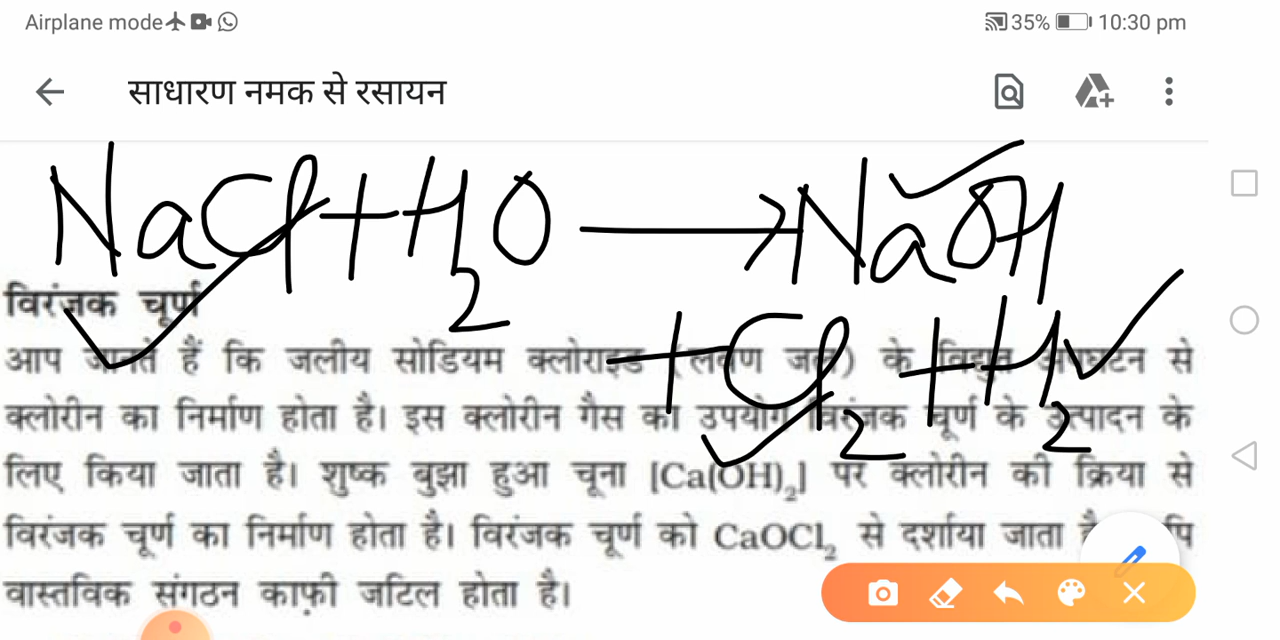 Airplane mode 35% 10:30 pm
साधारण नमक से रसायन
NaCl + H2O → NaOH
+ Cl2 + H2
विरंजक चूर्ण
आप जानते हैं कि जलीय सोडियम क्लोराइड (लवण जल) के विद्युत अपघटन से
क्लोरीन का निर्माण होता है। इस क्लोरीन गैस का उपयोग विरंजक चूर्ण के उत्पादन के
लिए किया जाता है। शुष्क बुझा हुआ चूना [Ca(OH)₂] पर क्लोरीन की क्रिया से
विरंजक चूर्ण का निर्माण होता है। विरंजक चूर्ण को CaOCl₂ से दर्शाया जाता
वास्तविक संगठन काफ़ी जटिल होता है।